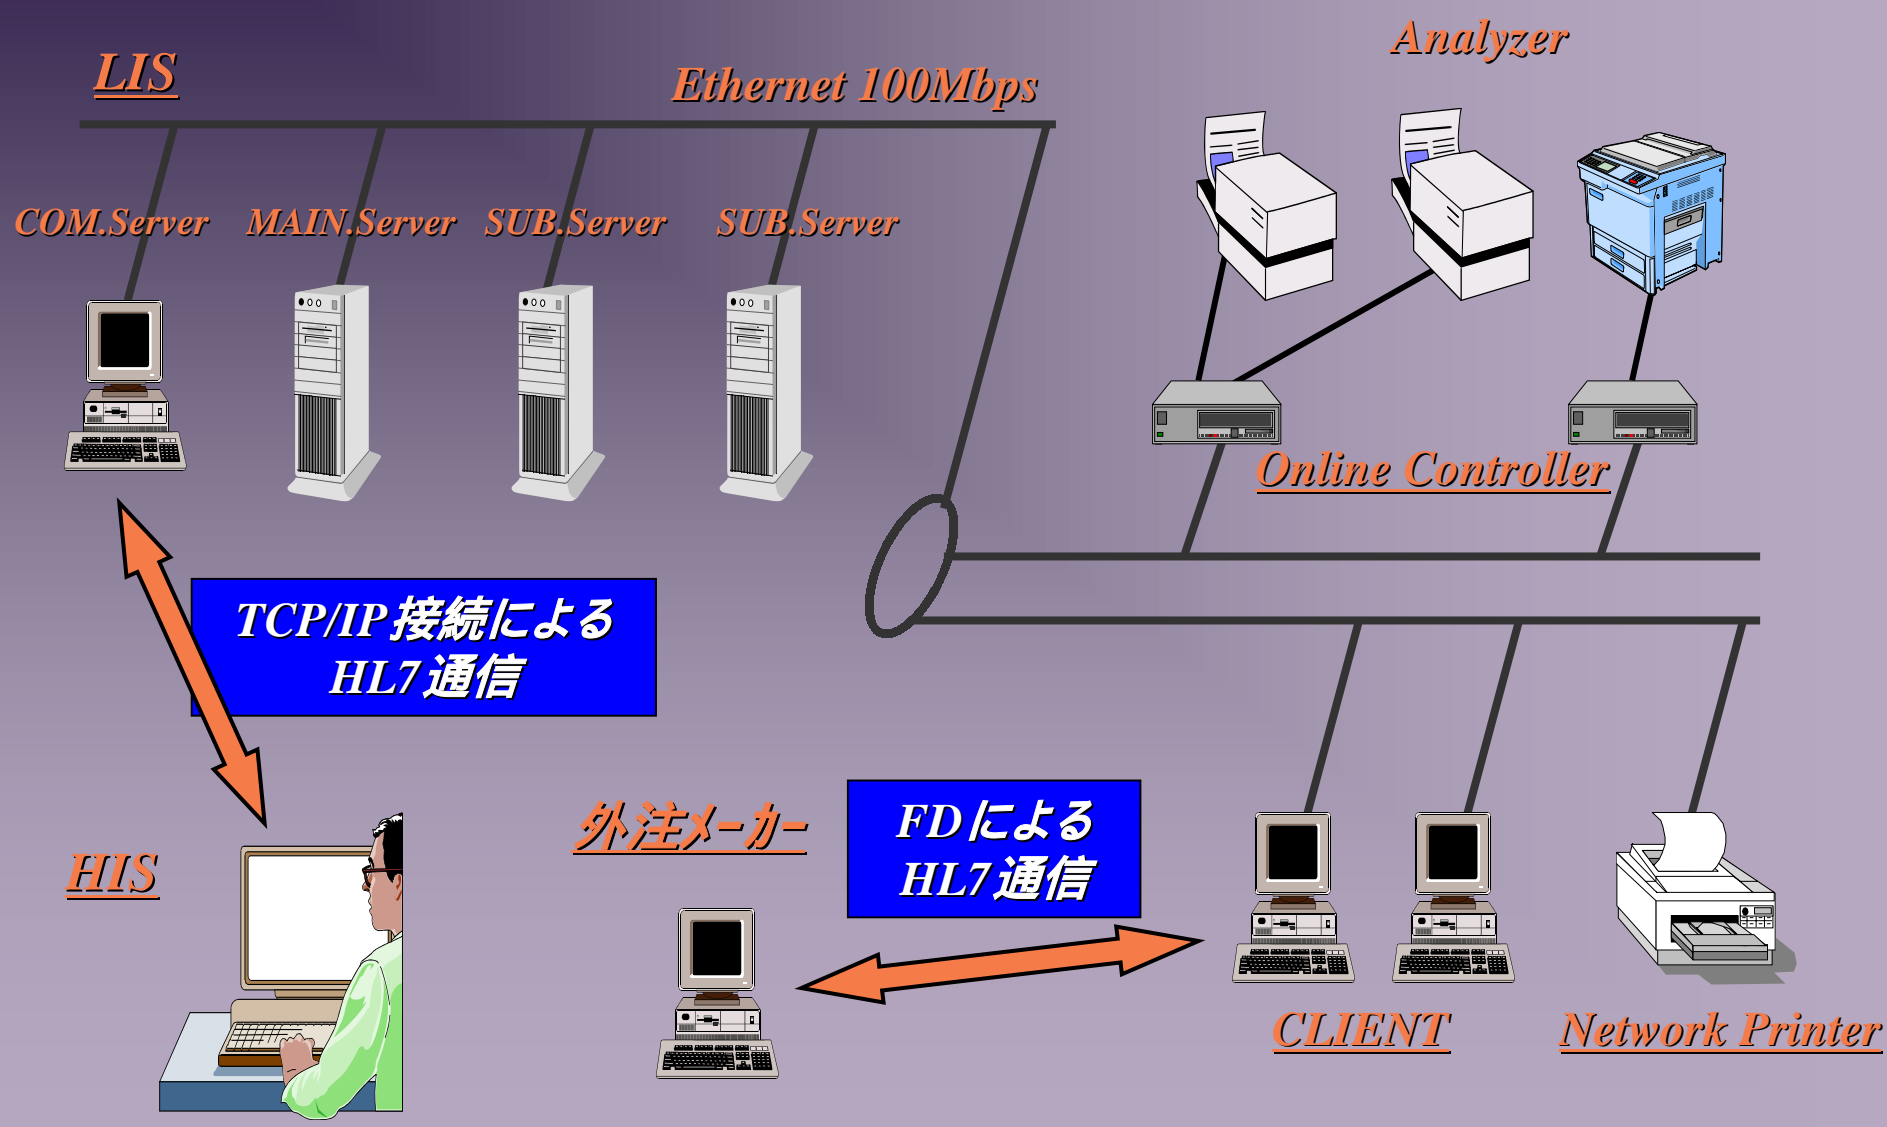 LIS
Ethernet 100Mbps
Analyzer
COM.Server
MAIN.Server
SUB.Server
SUB.Server
Online Controller
TCP/IP接続による
HL7通信
外注ﾒｰｶｰ
FDによる
HL7通信
HIS
CLIENT
Network Printer